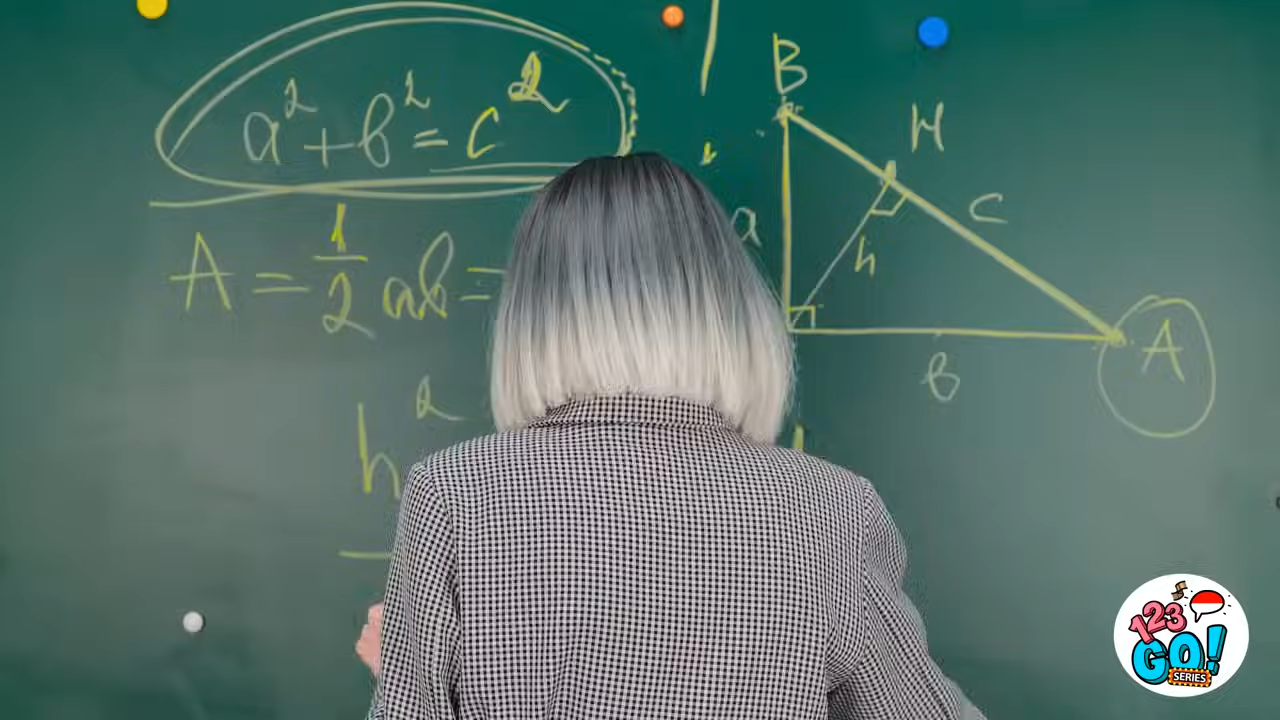 a² + b² = c²
A = 1/2 ab =
h²
B
H
a
c
h
b
A
123
GO!
SERIES